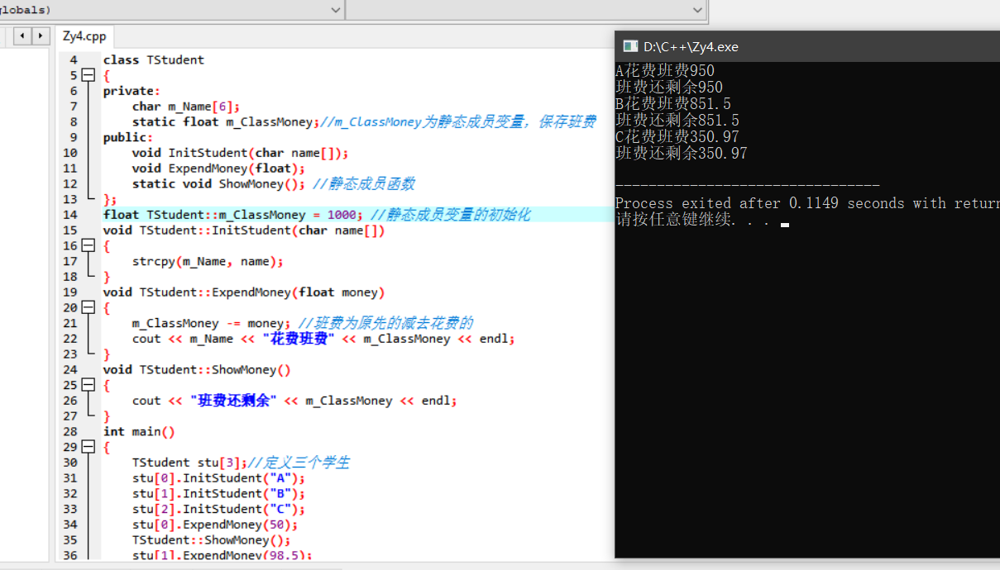 globals)
Zy4.cpp
4 class TStudent
5 {
6 private:
7 char m_Name[6];
8 static float m_ClassMoney;//m_ClassMoney为静态成员变量，保存班费
9 public:
10 void InitStudent(char name[]);
11 void ExpendMoney(float);
12 static void ShowMoney(); //静态成员函数
13 };
14 float TStudent::m_ClassMoney = 1000; //静态成员变量的初始化
15 void TStudent::InitStudent(char name[])
16 {
17 strcpy(m_Name, name);
18 }
19 void TStudent::ExpendMoney(float money)
20 {
21 m_ClassMoney -= money; //班费为原先的减去花费的
22 cout << m_Name << "花费班费" << m_ClassMoney << endl;
23 }
24 void TStudent::ShowMoney()
25 {
26 cout << "班费还剩余" << m_ClassMoney << endl;
27 }
28 int main()
29 {
30 TStudent stu[3];//定义三个学生
31 stu[0].InitStudent("A");
32 stu[1].InitStudent("B");
33 stu[2].InitStudent("C");
34 stu[0].ExpendMoney(50);
35 TStudent::ShowMoney();
36 stu[1].ExpendMoney(98.5);
D:\C++\Zy4.exe
A花费班费950
班费还剩余950
B花费班费851.5
班费还剩余851.5
C花费班费350.97
班费还剩余350.97
--------------------------------
Process exited after 0.1149 seconds with return
请按任意键继续. . .